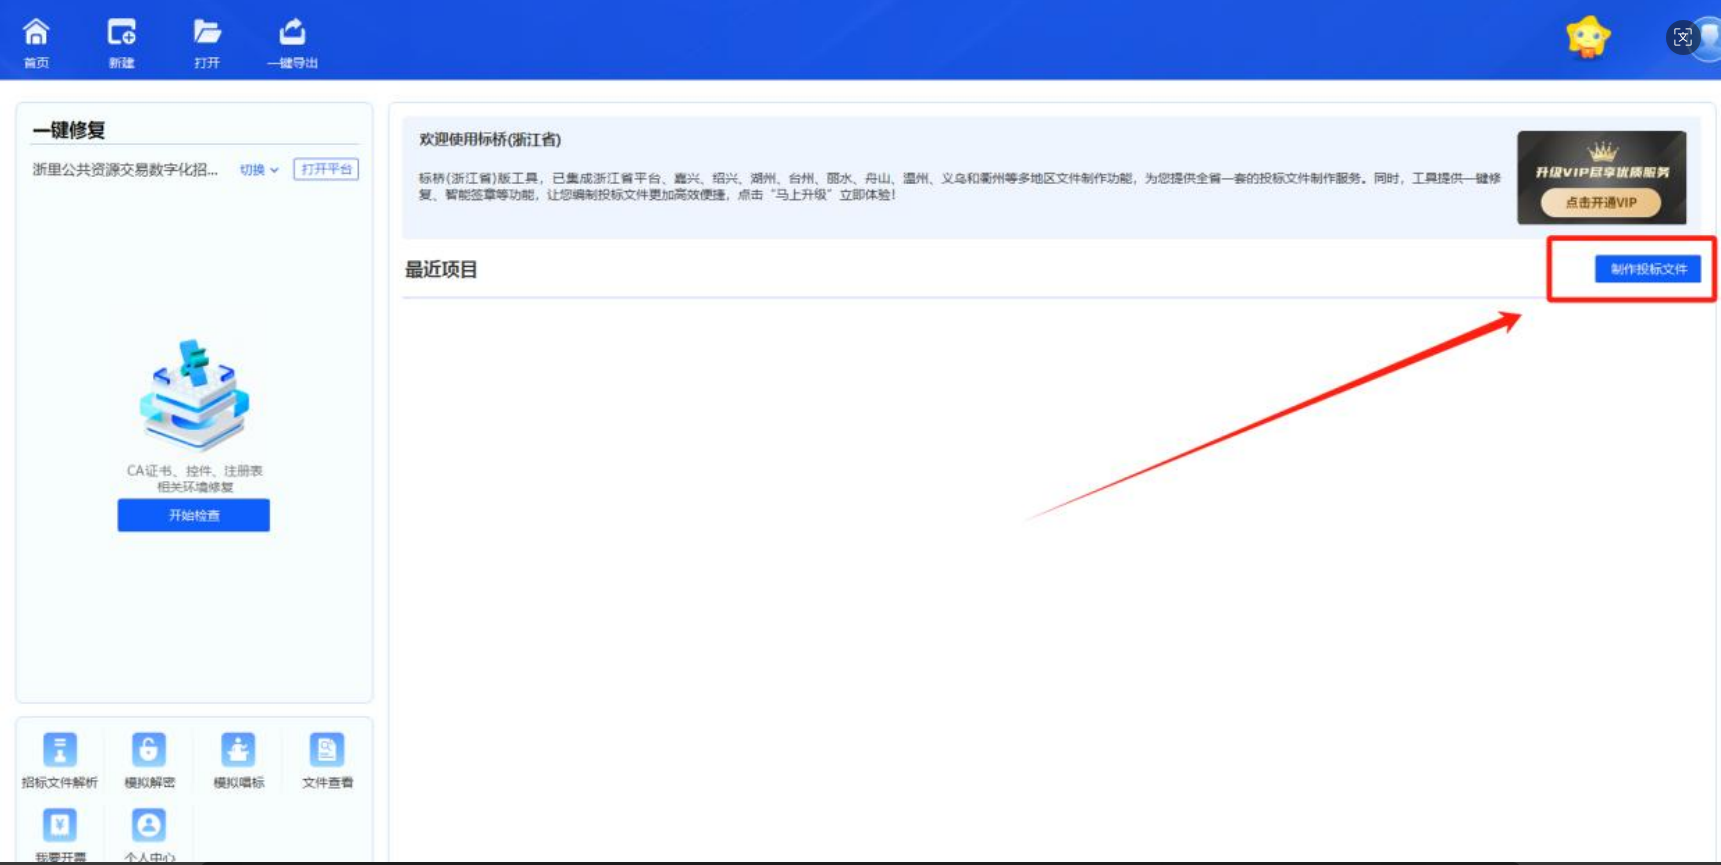 首页
新建
打开
一键导出
一键修复
浙里公共资源交易数字化招...
切换
打开平台
CA证书、控件、注册表
相关环境修复
开始检查
招标文件解析
模拟解密
模拟唱标
文件查看
我要开票
个人中心
欢迎使用标桥(浙江省)
标桥(浙江省)版工具，已集成浙江省平台、嘉兴、绍兴、湖州、台州、丽水、舟山、温州、义乌和衢州等多地区文件制作功能，为您提供全省一套的投标文件制作服务。同时，工具提供一键修
复、智能签章等功能，让您编制投标文件更加高效便捷，点击“马上升级”立即体验！
升级VIP尽享优质服务
点击开通VIP
最近项目
制作投标文件